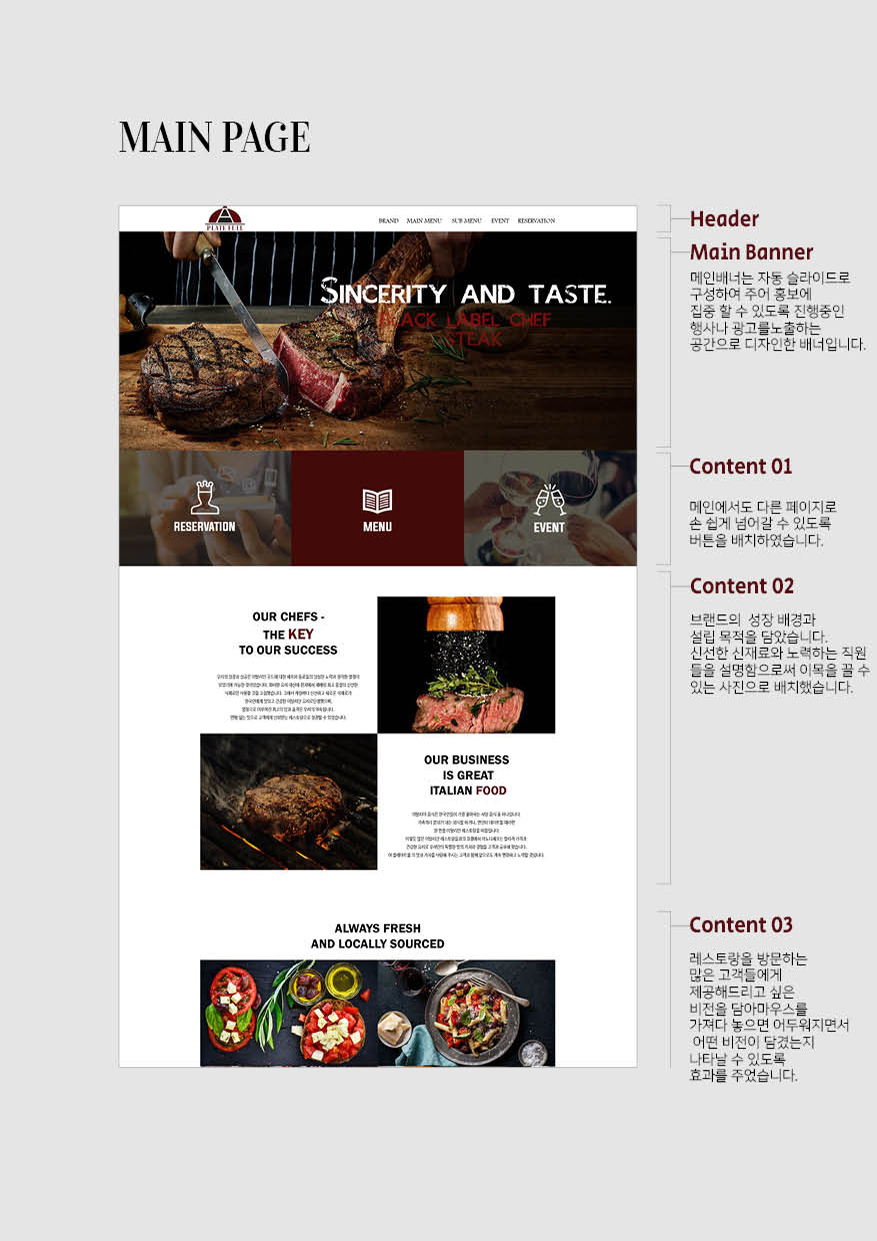 MAIN PAGE
BRAND MAIN MENU SUB MENU EVENT RESERVATION
Header
Main Banner
메인배너는 자동 슬라이드로
구성하여 주어 홍보에
집중 할 수 있도록 진행중인
행사나 광고를노출하는
공간으로 디자인한 배너입니다.
SINCERITY AND TASTE.
BLACK LABEL CHEF
STEAK
Content 01
메인에서도 다른 페이지로
손 쉽게 넘어갈 수 있도록
버튼을 배치하였습니다.
RESERVATION
MENU
EVENT
Content 02
브랜드의 성장 배경과
설립 목적을 담았습니다.
신선한 신재료와 노력하는 직원
들을 설명함으로써 이목을 끌 수
있는 사진으로 배치했습니다.
OUR CHEFS -
THE KEY
TO OUR SUCCESS
OUR BUSINESS
IS GREAT
ITALIAN FOOD
Content 03
레스토랑을 방문하는
많은 고객들에게
제공해드리고 싶은
비전을 담아마우스를
가져다 놓으면 어두워지면서
어떤 비전이 담겼는지
나타날 수 있도록
효과를 주었습니다.
ALWAYS FRESH
AND LOCALLY SOURCED